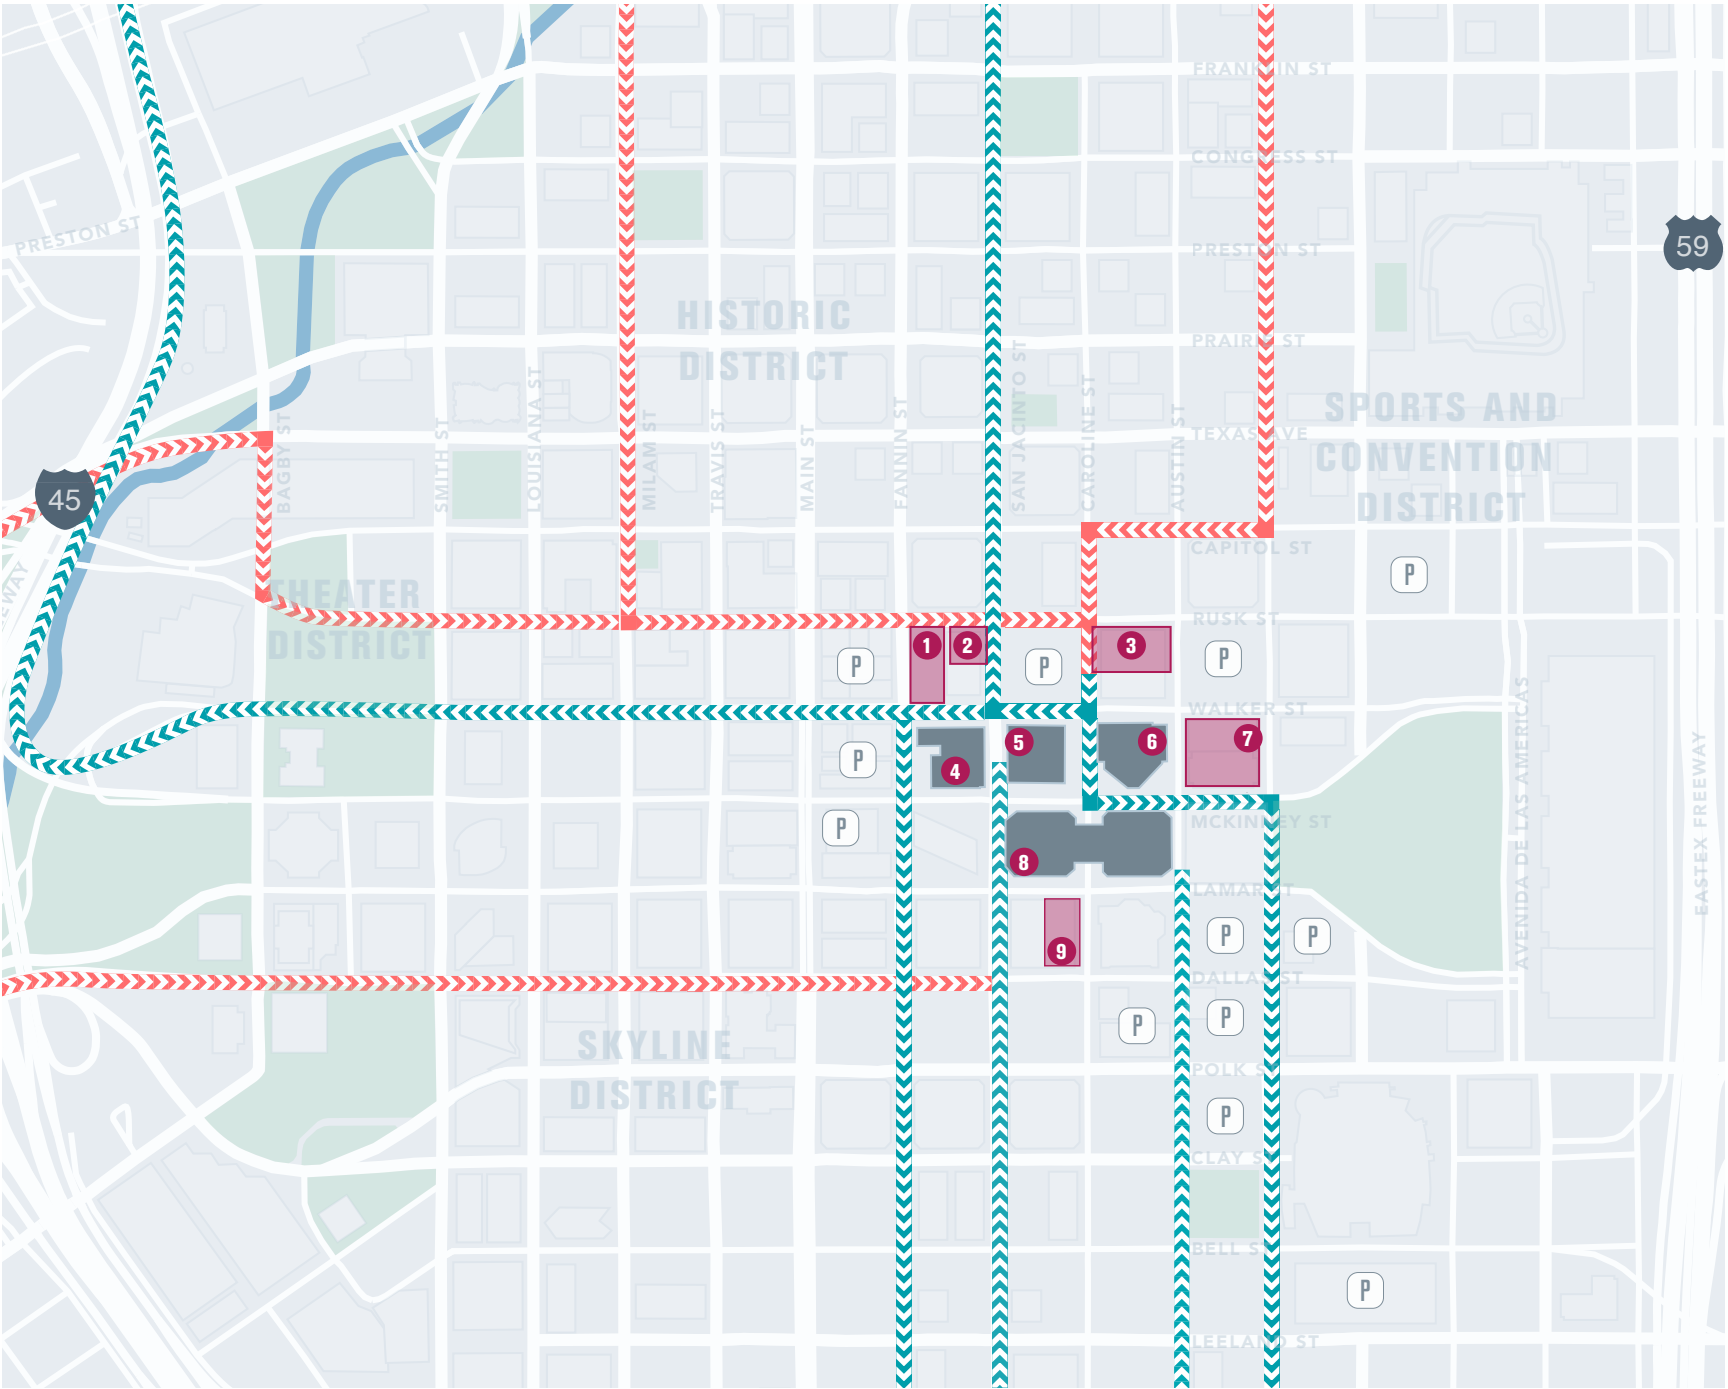 FRANKLIN ST
CONGRESS ST
PRESTON ST
PRESTON ST
59
HISTORIC
DISTRICT
PRAIRIE ST
SPORTS AND
CONVENTION
DISTRICT
TEXAS AVE
BAGBY ST
SMITH ST
LOUISIANA ST
MILAM ST
TRAVIS ST
MAIN ST
FANNIN ST
SAN JACINTO ST
CAROLINE ST
AUSTIN ST
45
CAPITOL ST
P
THEATER
DISTRICT
RUSK ST
EWAY
1
2
3
P
P
P
WALKER ST
4
5
6
7
P
AVENIDA DE LAS AMERICAS
EASTEX FREEWAY
P
MCKINNEY ST
8
LAMAR ST
9
P
P
DALLAS ST
P
P
SKYLINE
DISTRICT
POLK ST
P
CLAY ST
BELL S
P
LEELAND ST